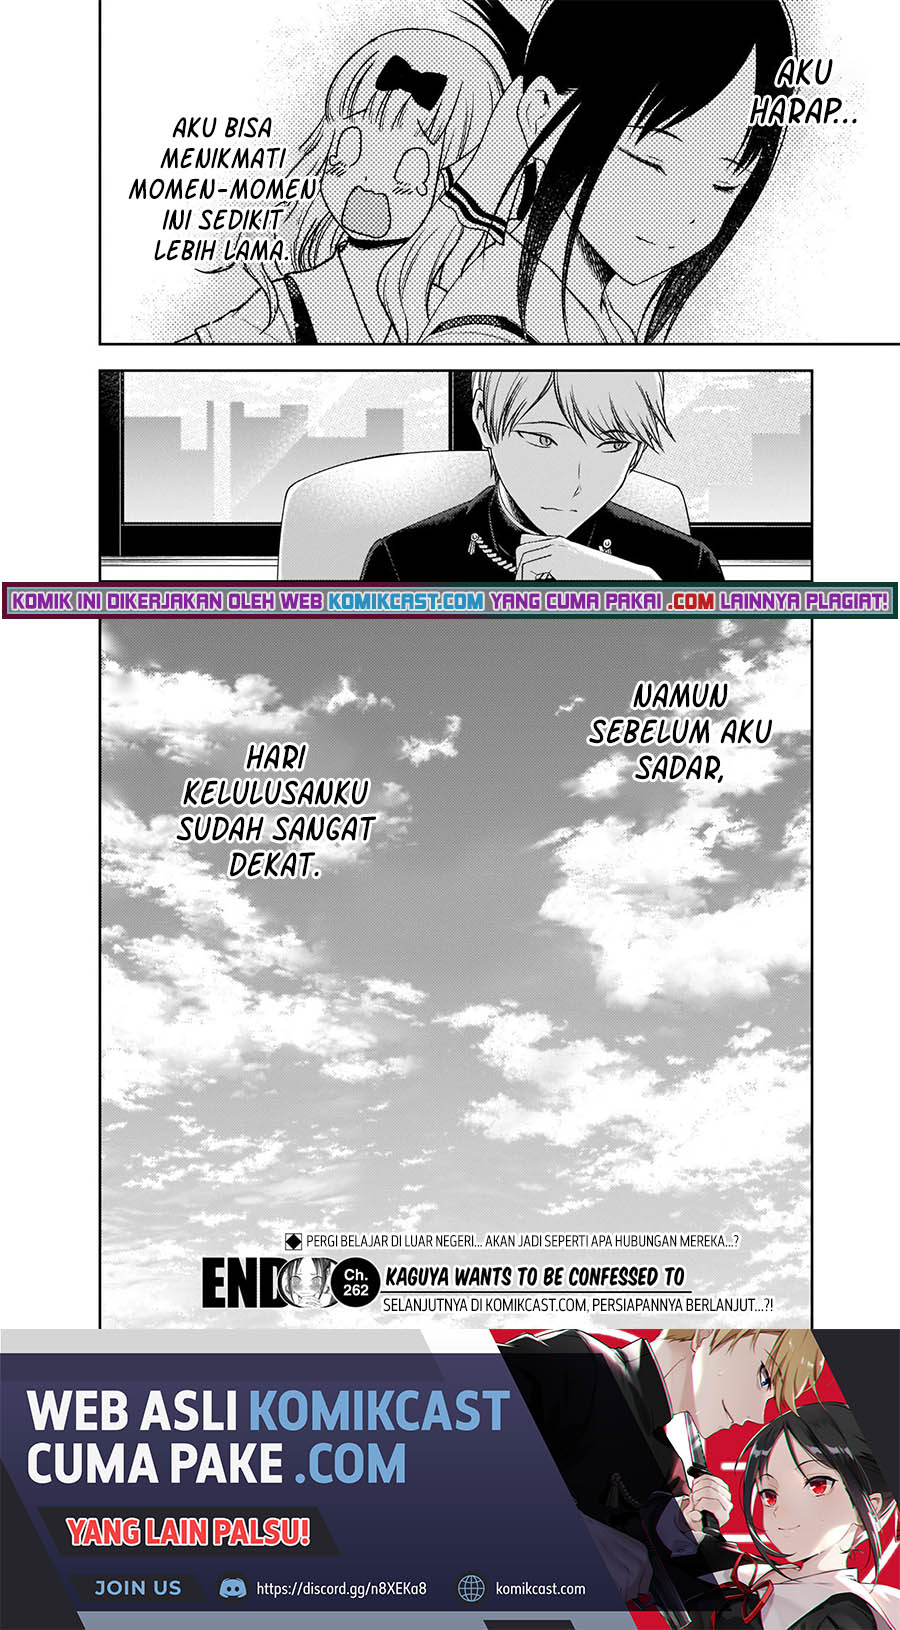 AKU
HARAP...
AKU BISA
MENIKMATI
MOMEN-MOMEN
INI SEDIKIT
LEBIH LAMA.
KOMIK INI DIKERJAKAN OLEH WEB KOMIKCAST.COM YANG CUMA PAKAI .COM LAINNYA PLAGIAT!
NAMUN
SEBELUM AKU
SADAR,
HARI
KELULUSANKU
SUDAH SANGAT
DEKAT.
PERGI BELAJAR DI LUAR NEGERI... AKAN JADI SEPERTI APA HUBUNGAN MEREKA...?
END Ch. 262 KAGUYA WANTS TO BE CONFESSED TO
SELANJUTNYA DI KOMIKCAST.COM, PERSIAPANNYA BERLANJUT...?!
WEB ASLI KOMIKCAST
CUMA PAKE .COM
YANG LAIN PALSU!
JOIN US https://discord.gg/n8XEKa8 komikcast.com